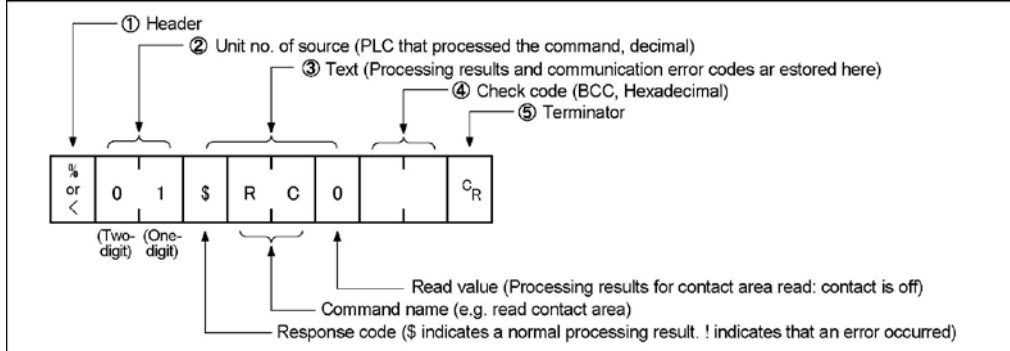 ① Header
② Unit no. of source (PLC that processed the command, decimal)
③ Text (Processing results and communication error codes ar estored here)
④ Check code (BCC, Hexadecimal)
⑤ Terminator
% or < 0 1 $ R C 0 CR
(Two-digit) (One-digit)
Read value (Processing results for contact area read: contact is off)
Command name (e.g. read contact area)
Response code ($ indicates a normal processing result. ! indicates that an error occurred)